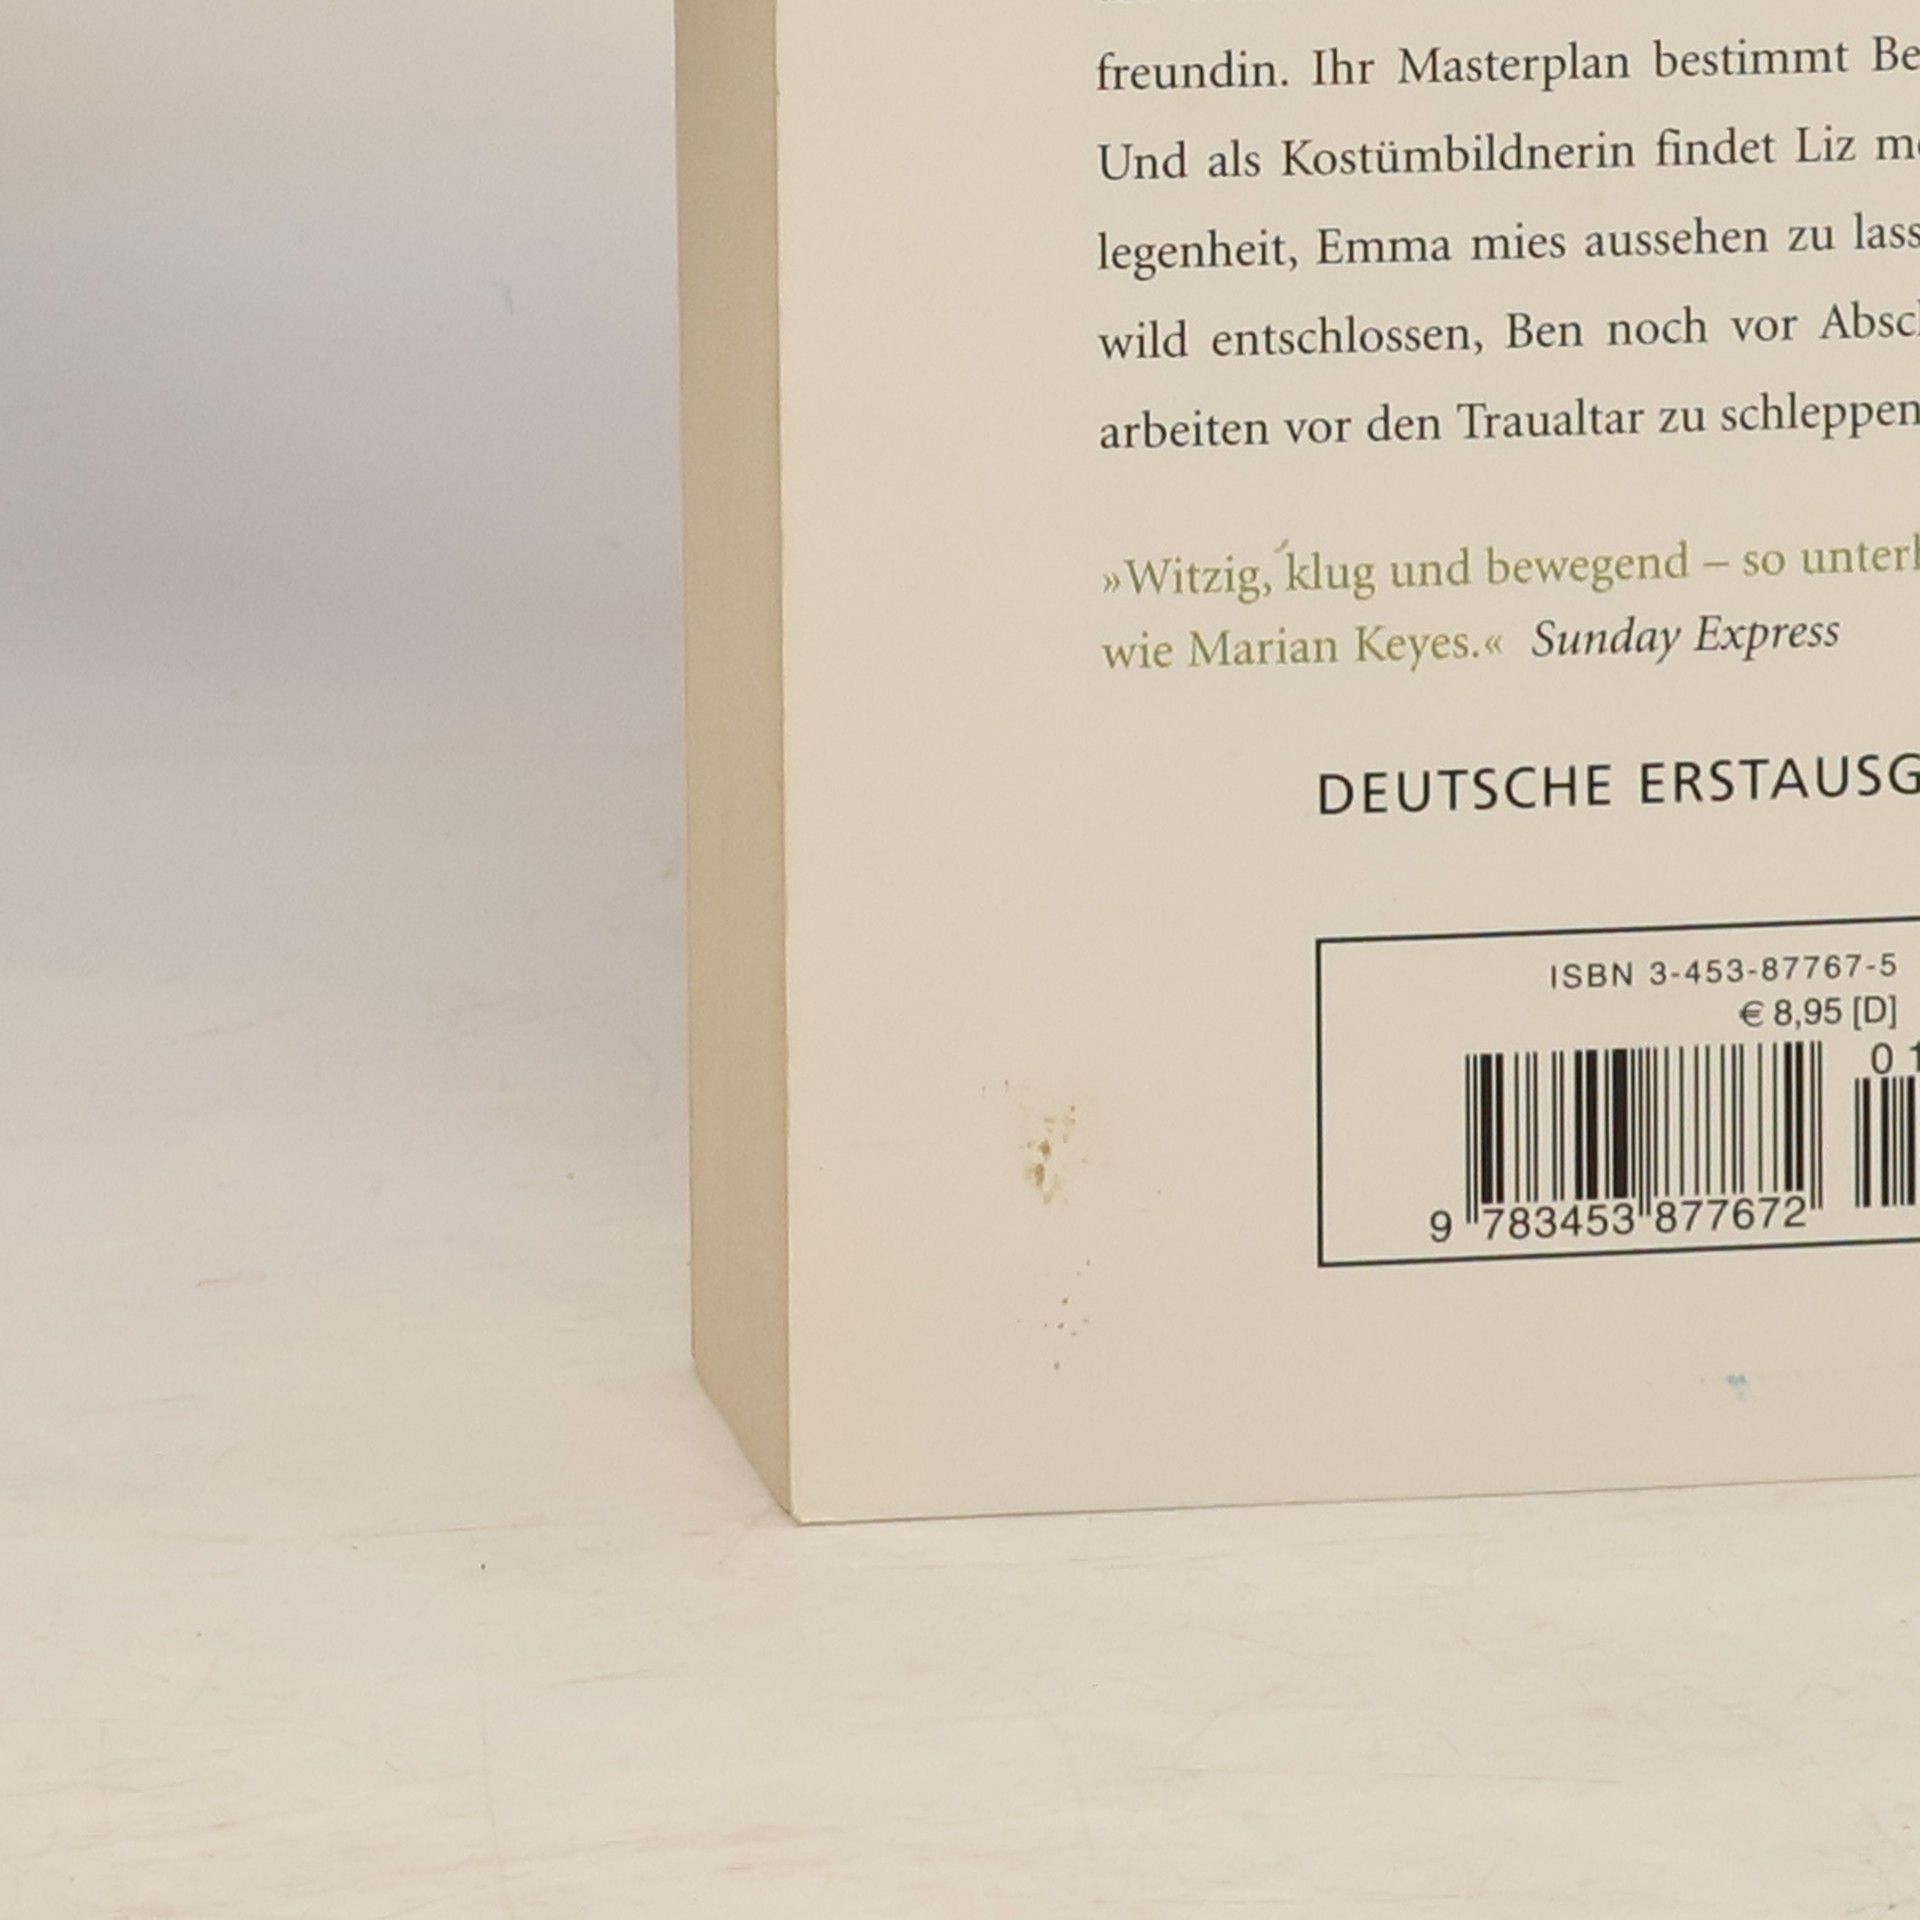 freundin. Ihr Masterplan bestimmt Be
Und als Kostümbildnerin findet Liz m
legenheit, Emma mies aussehen zu lass
wild entschlossen, Ben noch vor Absc
arbeiten vor den Traualtar zu schleppen
»Witzig, klug und bewegend – so unter
wie Marian Keyes.« Sunday Express
DEUTSCHE ERSTAUSG
ISBN 3-453-87767-5
€ 8,95 [D]
0 1
9 783453 877672